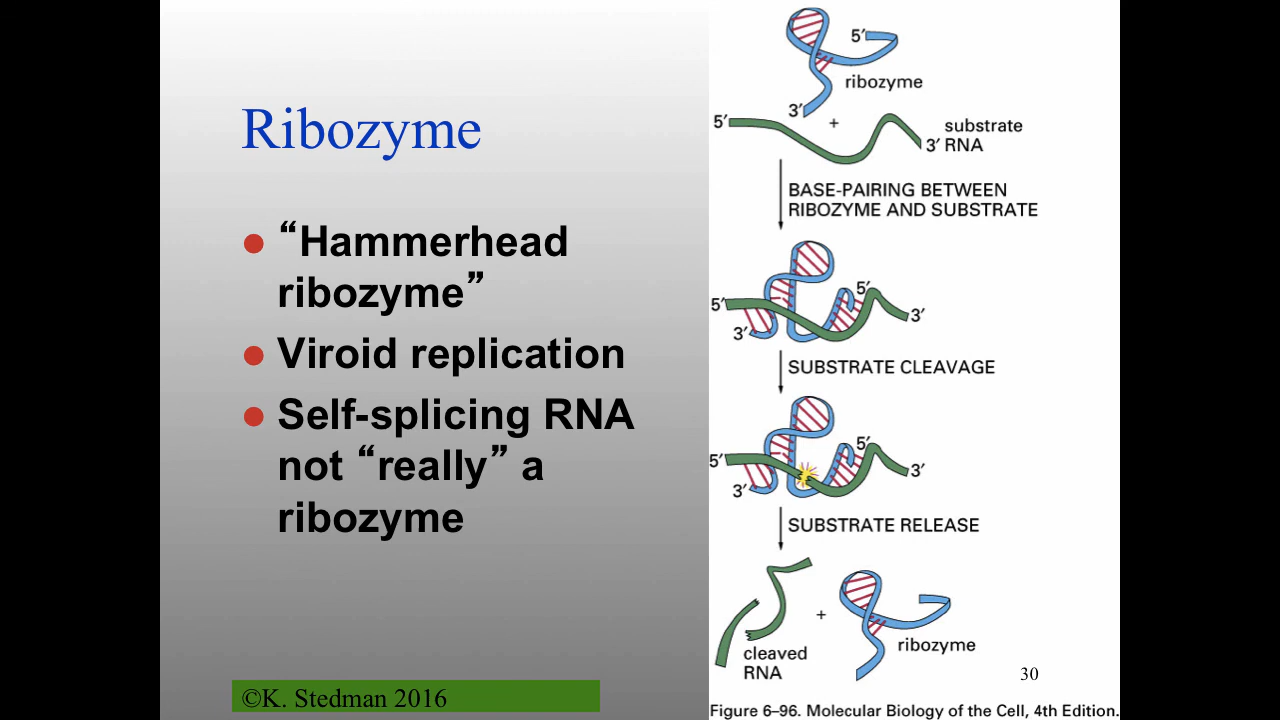 Ribozyme
“Hammerhead
ribozyme”
Viroid replication
Self-splicing RNA
not “really” a
ribozyme
©K. Stedman 2016
5′
ribozyme
3′
5′
+
substrate
3′ RNA
BASE-PAIRING BETWEEN
RIBOZYME AND SUBSTRATE
5′
5′
3′
3′
SUBSTRATE CLEAVAGE
5′
5′
3′
3′
SUBSTRATE RELEASE
+
ribozyme
cleaved
RNA
30
Figure 6–96. Molecular Biology of the Cell, 4th Edition.